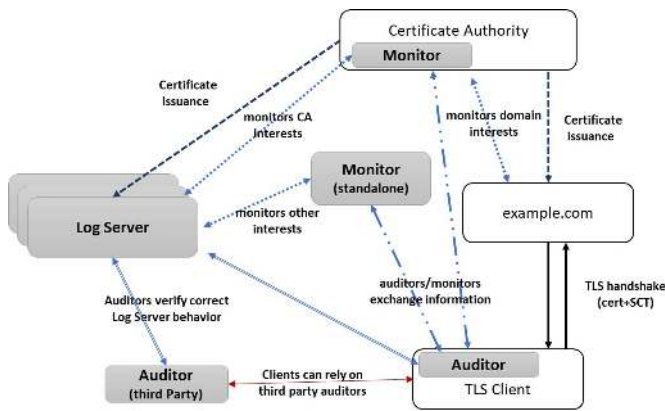 Certificate Authority
Monitor
Certificate
Issuance
monitors CA
interests
monitors domain
interests
Certificate
Issuance
Monitor
(standalone)
Log Server
monitors other
interests
example.com
auditors/monitors
exchange information
TLS handshake
(cert+SCT)
Auditors verify correct
Log Server behavior
Auditor
(third Party)
Clients can rely on
third party auditors
Auditor
TLS Client